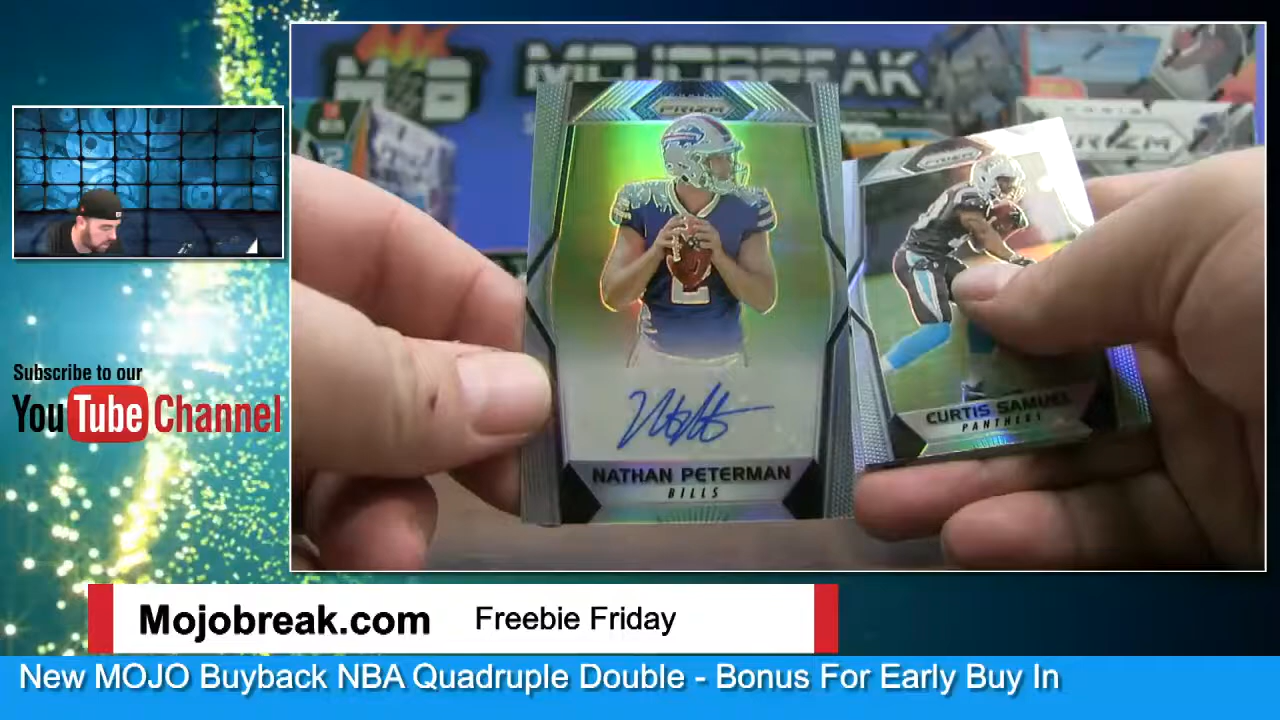 MOJOBREAK
PRIZM
NATHAN PETERMAN
BILLS
PRIZM
CURTIS SAMUEL
PANTHERS
PRIZM
Subscribe to our
YouTube Channel
Mojobreak.com Freebie Friday
New MOJO Buyback NBA Quadruple Double - Bonus For Early Buy In